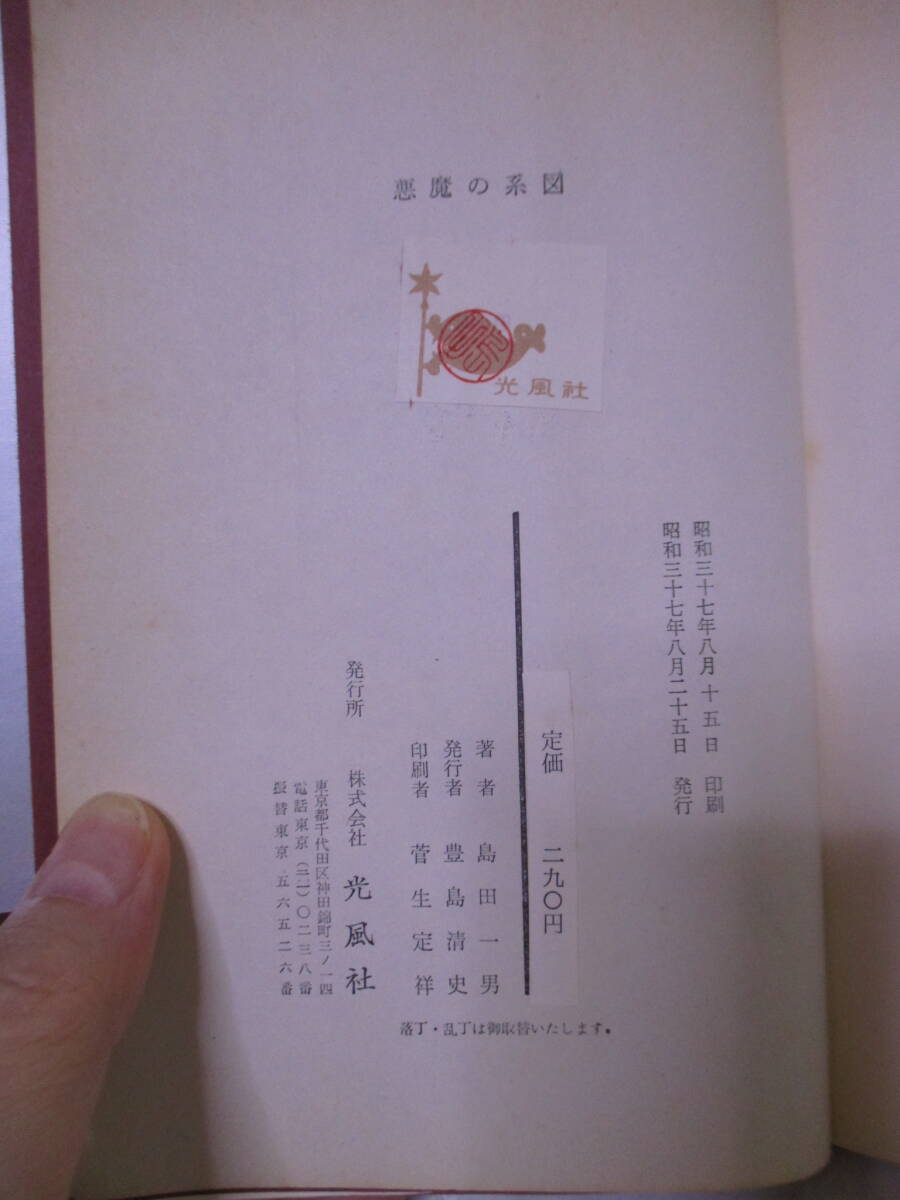 悪魔の系図
光風社
昭和三十七年八月十五日 印刷
昭和三十七年八月二十五日 発行
定価 二九〇円
著者 島田一男
発行者 豊島清史
印刷者 菅生定祥
発行所 株式会社 光風社
東京都千代田区神田錦町三ノ一四
電話東京(二二)〇二三八番
振替東京 五六五二六番
落丁・乱丁は御取替いたします。